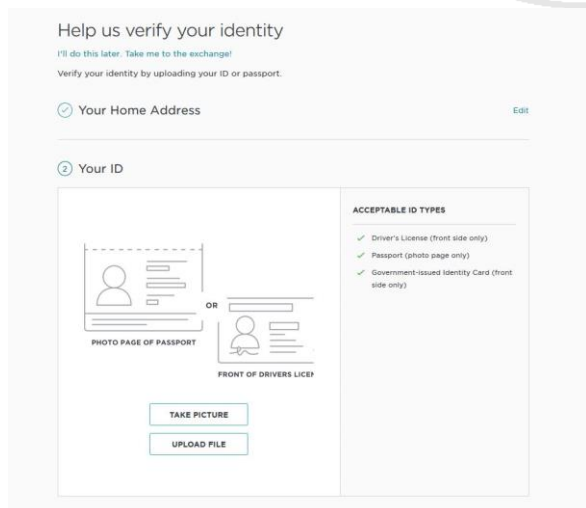 Help us verify your identity
I'll do this later. Take me to the exchange!
Verify your identity by uploading your ID or passport.
Your Home Address
Edit
2 Your ID
PHOTO PAGE OF PASSPORT
OR
FRONT OF DRIVERS LICEN
TAKE PICTURE
UPLOAD FILE
ACCEPTABLE ID TYPES
Driver's License (front side only)
Passport (photo page only)
Government-issued Identity Card (front
side only)